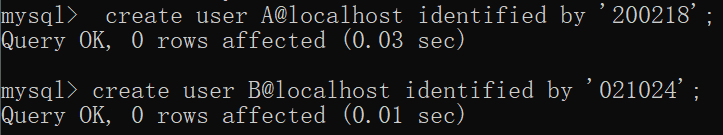 mysql>  create user A@localhost identified by '200218';
Query OK, 0 rows affected (0.03 sec)
mysql> create user B@localhost identified by '021024';
Query OK, 0 rows affected (0.01 sec)